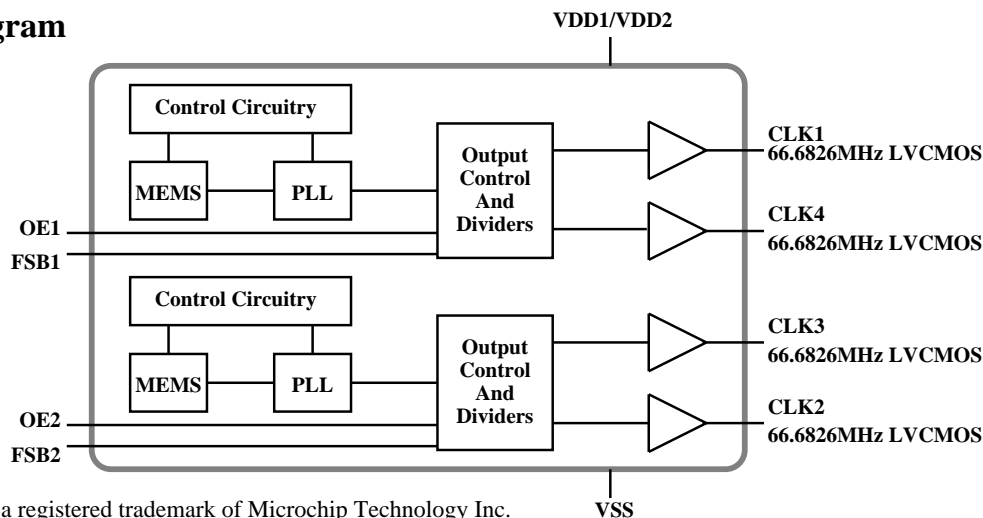 gram
VDD1/VDD2
Control Circuitry
MEMS
PLL
Output
Control
And
Dividers
CLK1
66.6826MHz LVCMOS
CLK4
66.6826MHz LVCMOS
OE1
FSB1
Control Circuitry
MEMS
PLL
Output
Control
And
Dividers
CLK3
66.6826MHz LVCMOS
CLK2
66.6826MHz LVCMOS
OE2
FSB2
a registered trademark of Microchip Technology Inc.
VSS